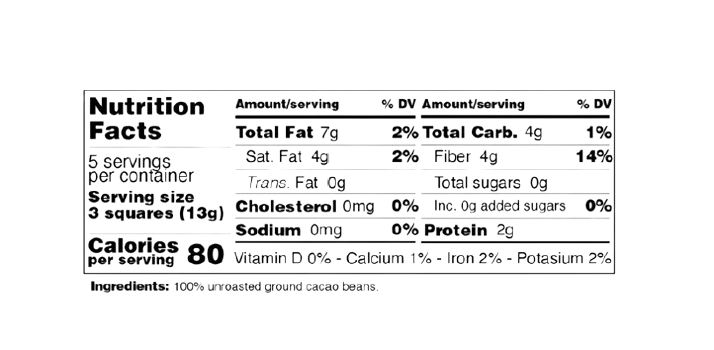 Nutrition
Facts
5 servings
per container
Serving size
3 squares (13g)
Calories
per serving 80
Amount/serving % DV Amount/serving % DV
Total Fat 7g 2% Total Carb. 4g 1%
Sat. Fat 4g 2% Fiber 4g 14%
Trans. Fat 0g Total sugars 0g
Cholesterol 0mg 0% Inc. 0g added sugars 0%
Sodium 0mg 0% Protein 2g
Vitamin D 0% - Calcium 1% - Iron 2% - Potasium 2%
Ingredients: 100% unroasted ground cacao beans.